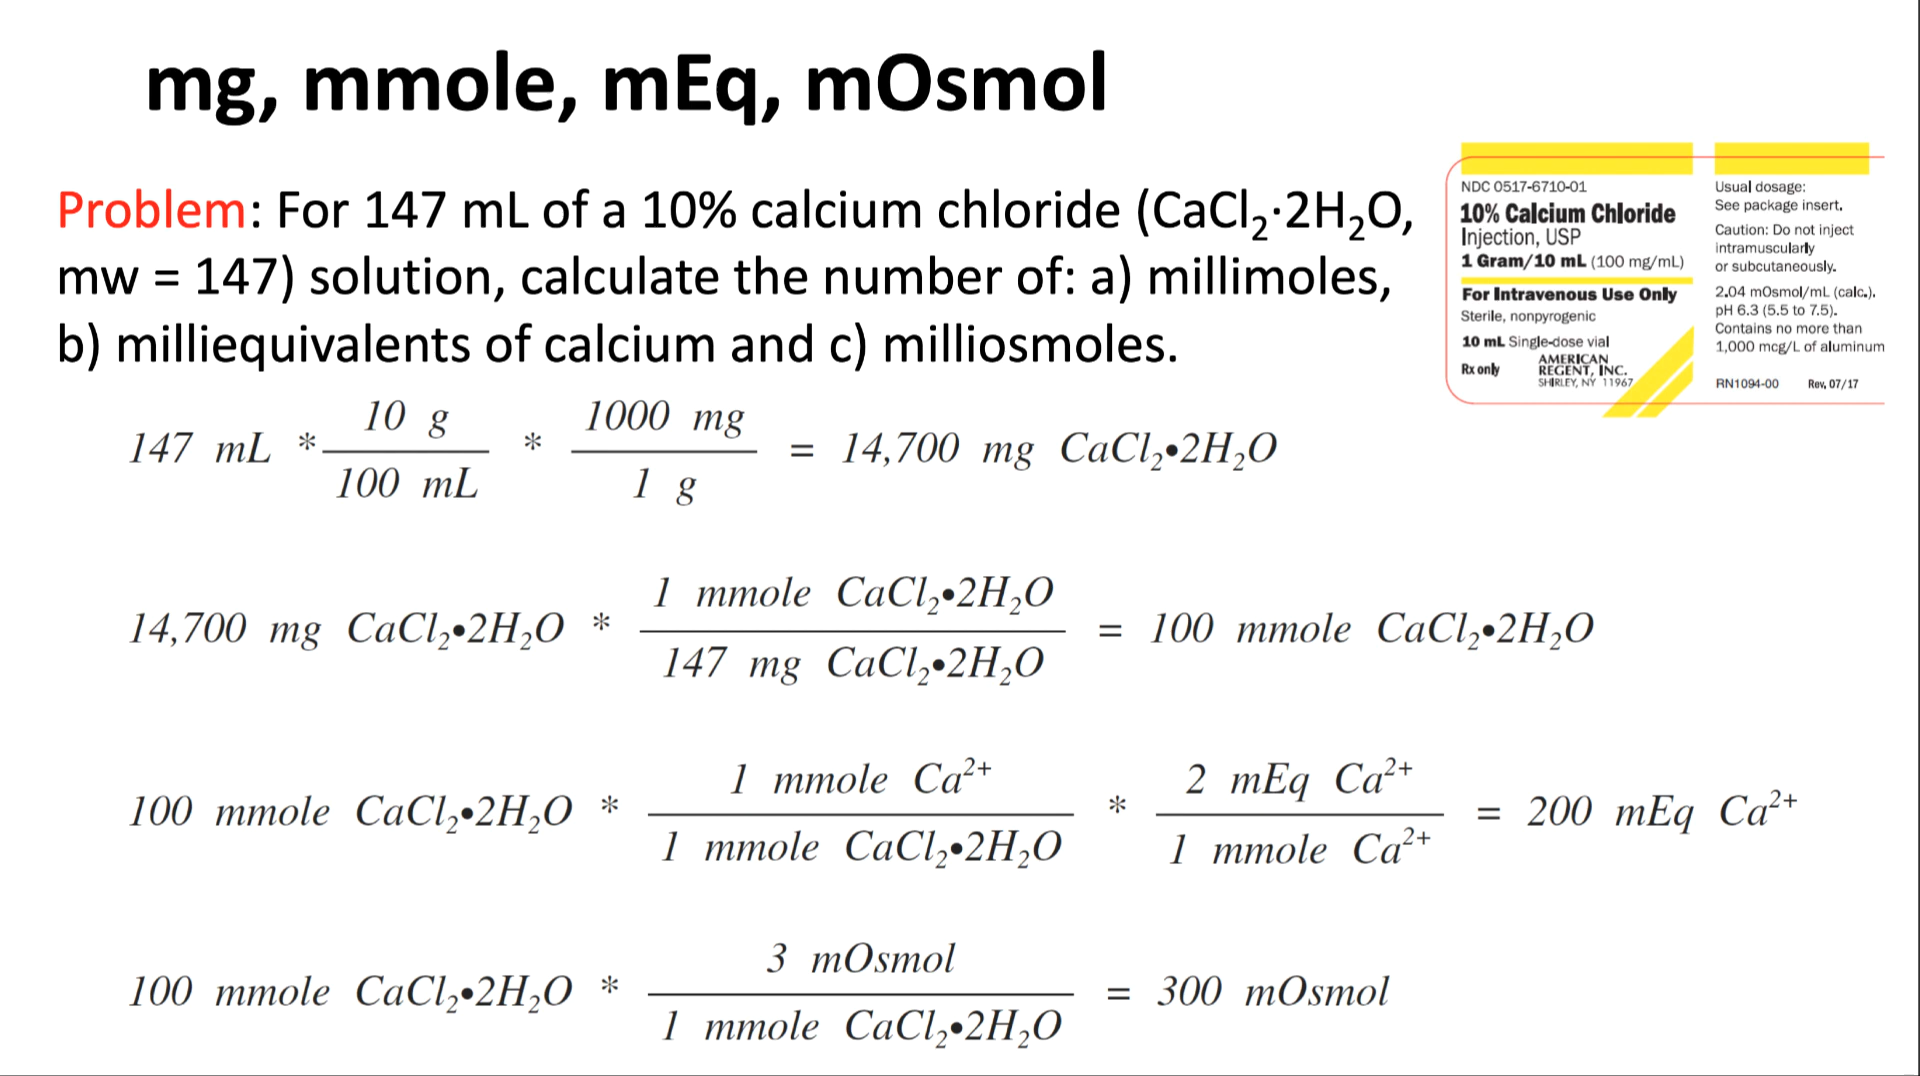 mg, mmole, mEq, mOsmol
Problem: For 147 mL of a 10% calcium chloride (CaCl₂·2H₂O,
mw = 147) solution, calculate the number of: a) millimoles,
b) milliequivalents of calcium and c) milliosmoles.
NDC 0517-6710-01
10% Calcium Chloride
Injection, USP
1 Gram/10 mL (100 mg/mL)
For Intravenous Use Only
Sterile, nonpyrogenic
10 mL Single-dose vial
Rx only
AMERICAN
REGENT, INC.
SHIRLEY, NY 11967
Usual dosage:
See package insert.
Caution: Do not inject
intramuscularly
or subcutaneously.
2.04 mOsmol/mL (calc.).
pH 6.3 (5.5 to 7.5).
Contains no more than
1,000 mcg/L of aluminum
RN1094-00 Rev. 07/17
147 mL * 10 g / 100 mL * 1000 mg / 1 g = 14,700 mg CaCl₂•2H₂O
14,700 mg CaCl₂•2H₂O * 1 mmole CaCl₂•2H₂O / 147 mg CaCl₂•2H₂O = 100 mmole CaCl₂•2H₂O
100 mmole CaCl₂•2H₂O * 1 mmole Ca²⁺ / 1 mmole CaCl₂•2H₂O * 2 mEq Ca²⁺ / 1 mmole Ca²⁺ = 200 mEq Ca²⁺
100 mmole CaCl₂•2H₂O * 3 mOsmol / 1 mmole CaCl₂•2H₂O = 300 mOsmol